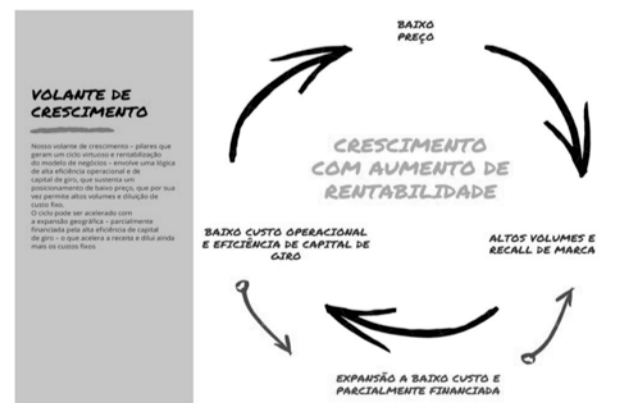 VOLANTE DE
CRESCIMENTO
Nosso volante de crescimento – pilares que
geram um ciclo virtuoso e rentabilização
do modelo de negócios – envolve uma lógica
de alta eficiência operacional e de
capital de giro, que sustenta um
posicionamento de baixo preço, que por sua
vez permite altos volumes e diluição de
custo fixo.
O ciclo pode ser acelerado com
a expansão geográfica – parcialmente
financiada pela alta eficiência de capital
de giro – o que acelera a receita e dilui ainda
mais os custos fixos
BAIXO
PREÇO
CRESCIMENTO
COM AUMENTO DE
RENTABILIDADE
BAIXO CUSTO OPERACIONAL
E EFICIÊNCIA DE CAPITAL DE
GIRO
ALTOS VOLUMES E
RECALL DE MARCA
EXPANSÃO A BAIXO CUSTO E
PARCIALMENTE FINANCIADA